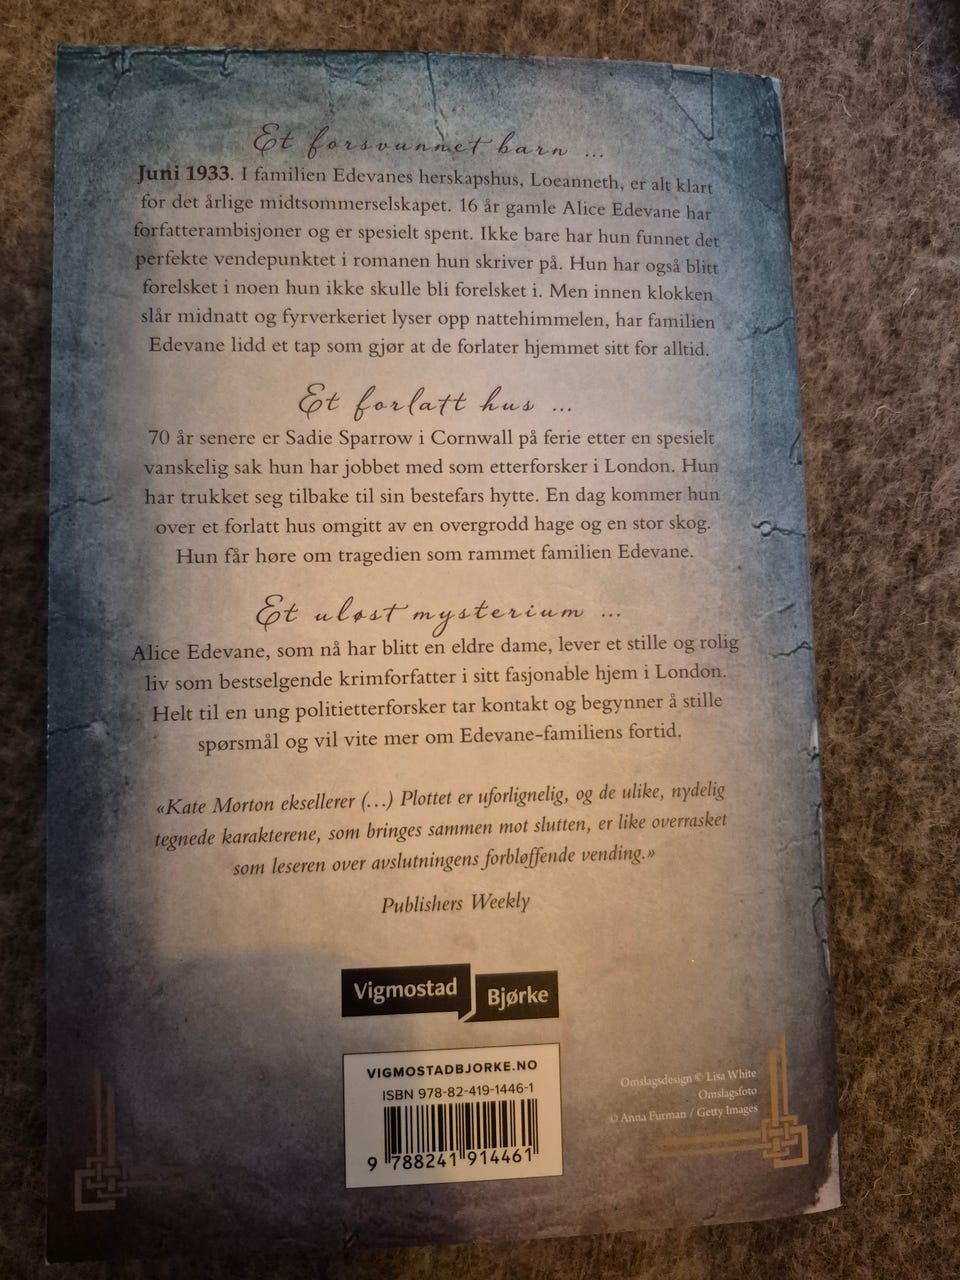 Et forsvunnet barn ...
Juni 1933. I familien Edevanes herskapshus, Loeanneth, er alt klart
for det årlige midtsommerselskapet. 16 år gamle Alice Edevane har
forfatterambisjoner og er spesielt spent. Ikke bare har hun funnet det
perfekte vendepunktet i romanen hun skriver på. Hun har også blitt
forelsket i noen hun ikke skulle bli forelsket i. Men innen klokken
slår midnatt og fyrverkeriet lyser opp nattehimmelen, har familien
Edevane lidd et tap som gjør at de forlater hjemmet sitt for alltid.
Et forlatt hus ...
70 år senere er Sadie Sparrow i Cornwall på ferie etter en spesielt
vanskelig sak hun har jobbet med som etterforsker i London. Hun
har trukket seg tilbake til sin bestefars hytte. En dag kommer hun
over et forlatt hus omgitt av en overgrodd hage og en stor skog.
Hun får høre om tragedien som rammet familien Edevane.
Et uløst mysterium ...
Alice Edevane, som nå har blitt en eldre dame, lever et stille og rolig
liv som bestselgende krimforfatter i sitt fasjonable hjem i London.
Helt til en ung politietterforsker tar kontakt og begynner å stille
spørsmål og vil vite mer om Edevane-familiens fortid.
«Kate Morton eksellerer (...) Plottet er uforlignelig, og de ulike, nydelig
tegnede karakterene, som bringes sammen mot slutten, er like overrasket
som leseren over avslutningens forbløffende vending.»
Publishers Weekly
Vigmostad Bjørke
VIGMOSTADBJORKE.NO
ISBN 978-82-419-1446-1
9 788241 914461
Omslagsdesign © Lisa White
Omslagsfoto
© Anna Furman / Getty Images